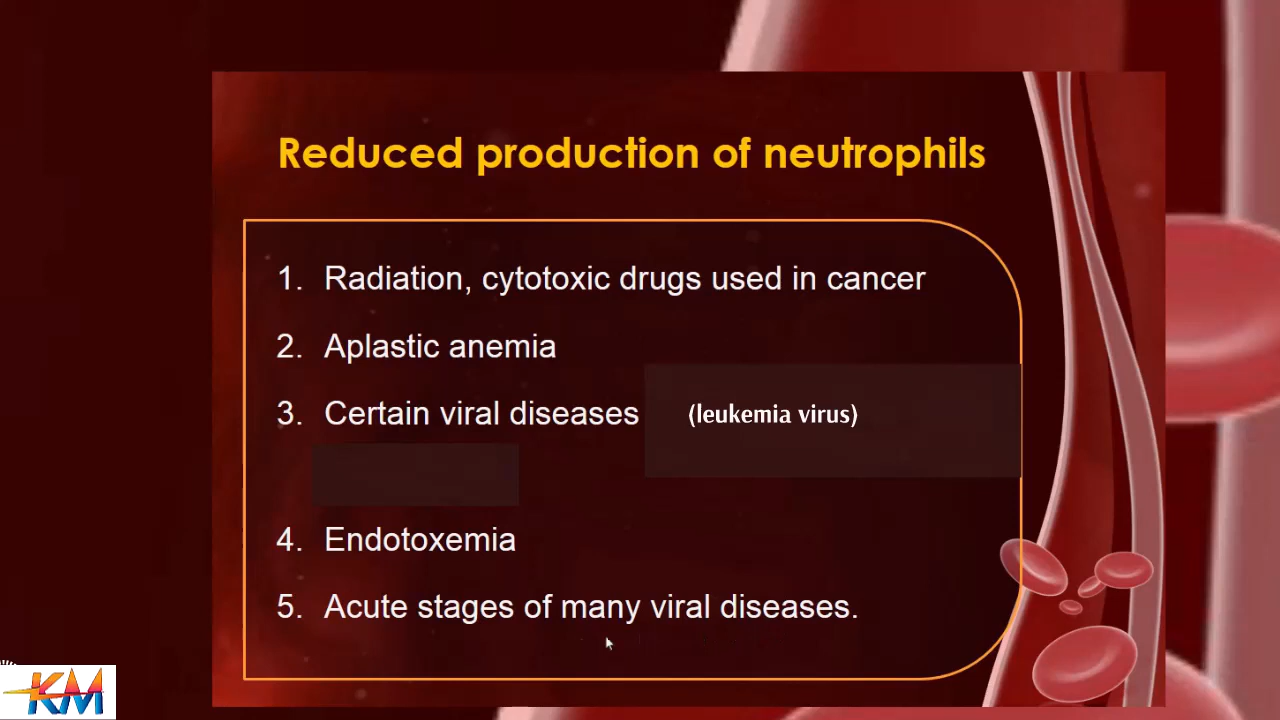 Reduced production of neutrophils
1. Radiation, cytotoxic drugs used in cancer
2. Aplastic anemia
3. Certain viral diseases (leukemia virus)
4. Endotoxemia
5. Acute stages of many viral diseases.
KM